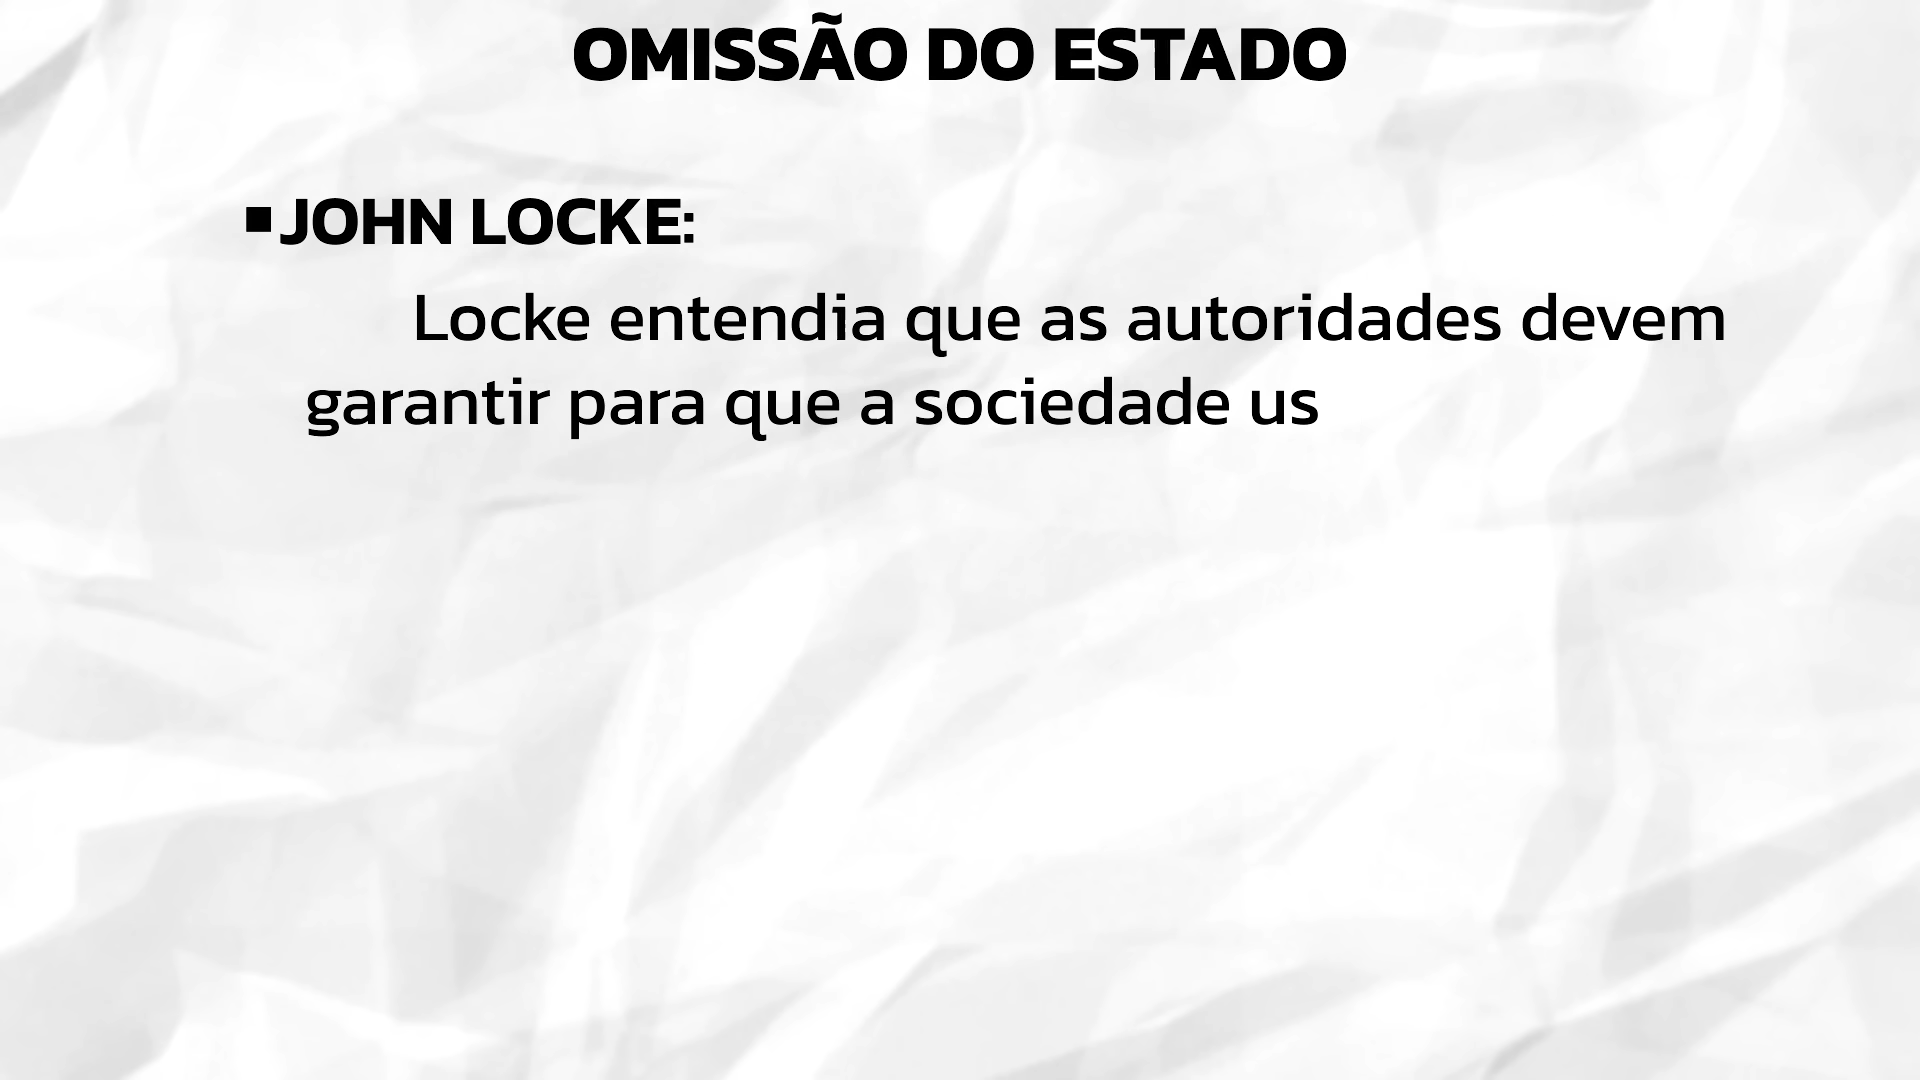 OMISSÃO DO ESTADO
▪JOHN LOCKE:
Locke entendia que as autoridades devem
garantir para que a sociedade us